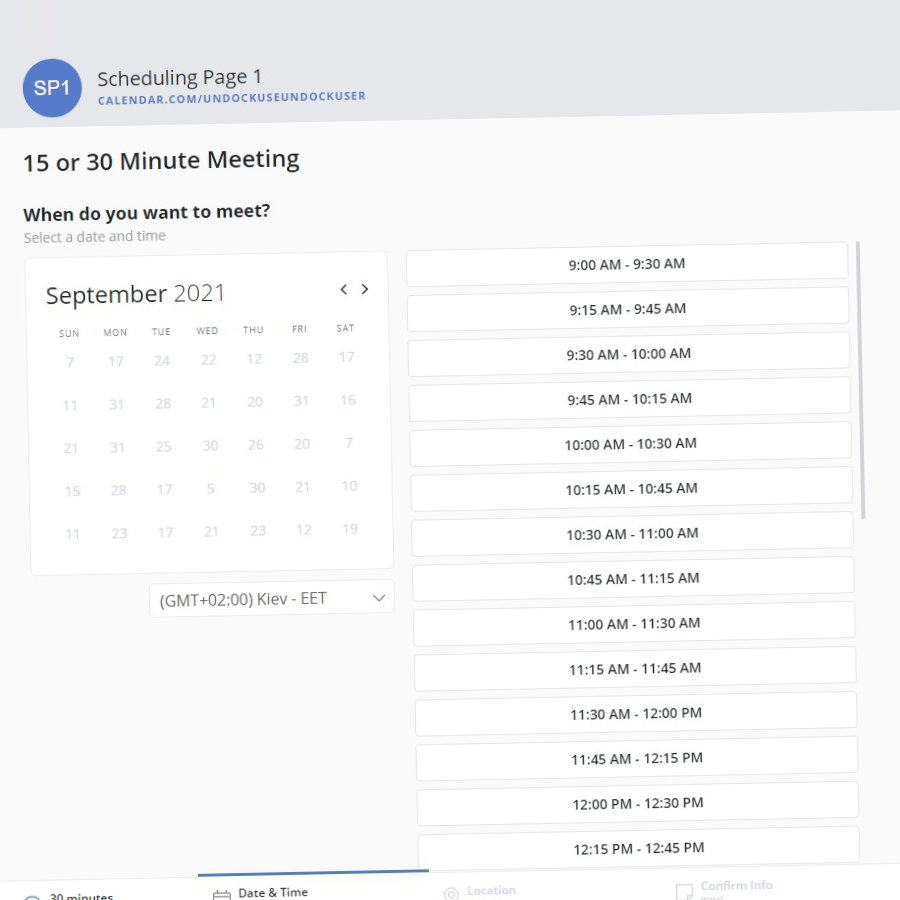 SP1
Scheduling Page 1
CALENDAR.COM/UNDOCKUSEUNDOCKUSER
15 or 30 Minute Meeting
When do you want to meet?
Select a date and time
September 2021
SUN MON TUE WED THU FRI SAT
7 17 24 22 12 28 17
11 31 28 21 20 31 16
21 31 25 30 26 20 7
15 28 17 5 30 21 10
11 23 17 21 23 12 19
(GMT+02:00) Kiev - EET
9:00 AM - 9:30 AM
9:15 AM - 9:45 AM
9:30 AM - 10:00 AM
9:45 AM - 10:15 AM
10:00 AM - 10:30 AM
10:15 AM - 10:45 AM
10:30 AM - 11:00 AM
10:45 AM - 11:15 AM
11:00 AM - 11:30 AM
11:15 AM - 11:45 AM
11:30 AM - 12:00 PM
11:45 AM - 12:15 PM
12:00 PM - 12:30 PM
12:15 PM - 12:45 PM
30 minutes
Date & Time
Location
Confirm Info